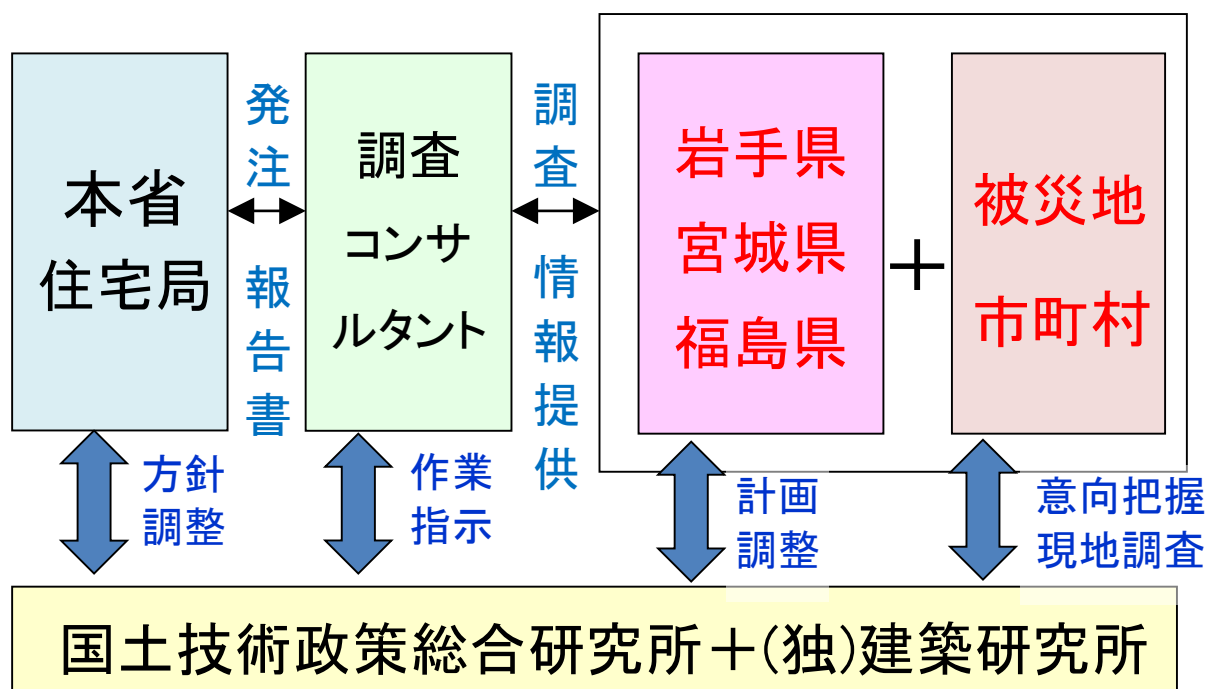 本省
住宅局
発注
報告書
調査
コンサ
ルタント
調査
情報提供
岩手県
宮城県
福島県
＋
被災地
市町村
方針
調整
作業
指示
計画
調整
意向把握
現地調査
国土技術政策総合研究所＋(独)建築研究所